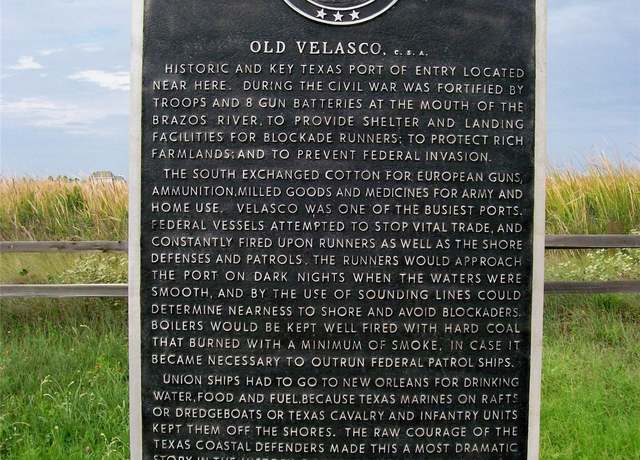 OLD VELASCO, C.S.A.
HISTORIC AND KEY TEXAS PORT OF ENTRY LOCATED
NEAR HERE. DURING THE CIVIL WAR WAS FORTIFIED BY
TROOPS AND 8 GUN BATTERIES AT THE MOUTH OF THE
BRAZOS RIVER, TO PROVIDE SHELTER AND LANDING
FACILITIES FOR BLOCKADE RUNNERS; TO PROTECT RICH
FARMLANDS; AND TO PREVENT FEDERAL INVASION.
THE SOUTH EXCHANGED COTTON FOR EUROPEAN GUNS,
AMMUNITION, MILLED GOODS AND MEDICINES FOR ARMY AND
HOME USE. VELASCO WAS ONE OF THE BUSIEST PORTS.
FEDERAL VESSELS ATTEMPTED TO STOP VITAL TRADE, AND
CONSTANTLY FIRED UPON RUNNERS AS WELL AS THE SHORE
DEFENSES AND PATROLS. THE RUNNERS WOULD APPROACH
THE PORT ON DARK NIGHTS WHEN THE WATERS WERE
SMOOTH, AND BY THE USE OF SOUNDING LINES COULD
DETERMINE NEARNESS TO SHORE AND AVOID BLOCKADERS.
BOILERS WOULD BE KEPT WELL FIRED WITH HARD COAL
THAT BURNED WITH A MINIMUM OF SMOKE, IN CASE IT
BECAME NECESSARY TO OUTRUN FEDERAL PATROL SHIPS.
UNION SHIPS HAD TO GO TO NEW ORLEANS FOR DRINKING
WATER, FOOD AND FUEL, BECAUSE TEXAS MARINES ON RAFTS
OR DREDGEBOATS OR TEXAS CAVALRY AND INFANTRY UNITS
KEPT THEM OFF THE SHORES. THE RAW COURAGE OF THE
TEXAS COASTAL DEFENDERS MADE THIS A MOST DRAMATIC
STORY IN THE